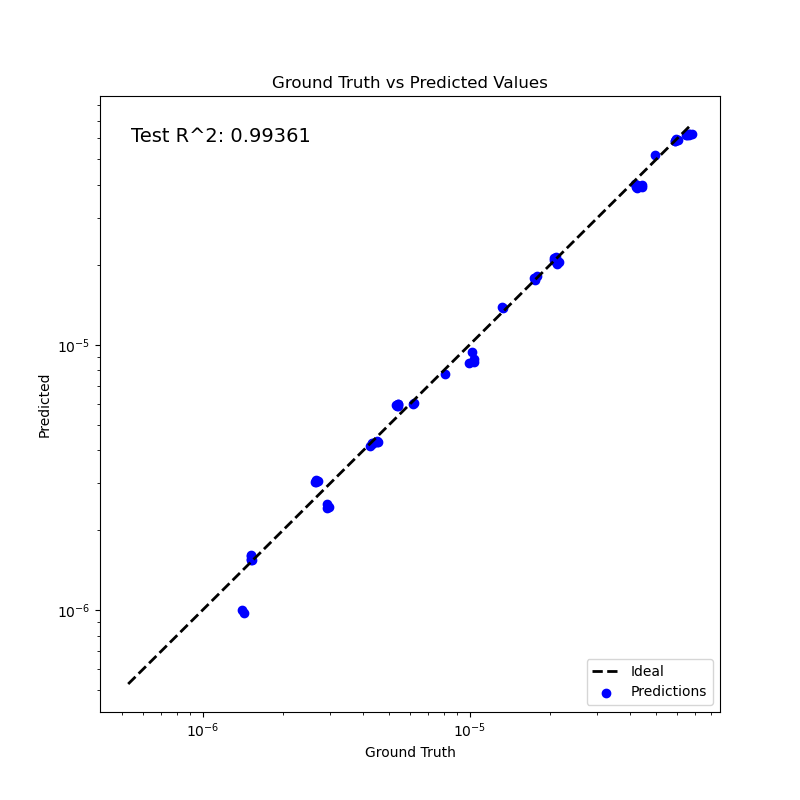 Ground Truth vs Predicted Values
Test R^2: 0.99361
Predicted
10⁻⁵
10⁻⁶
Ideal
Predictions
10⁻⁶
10⁻⁵
Ground Truth